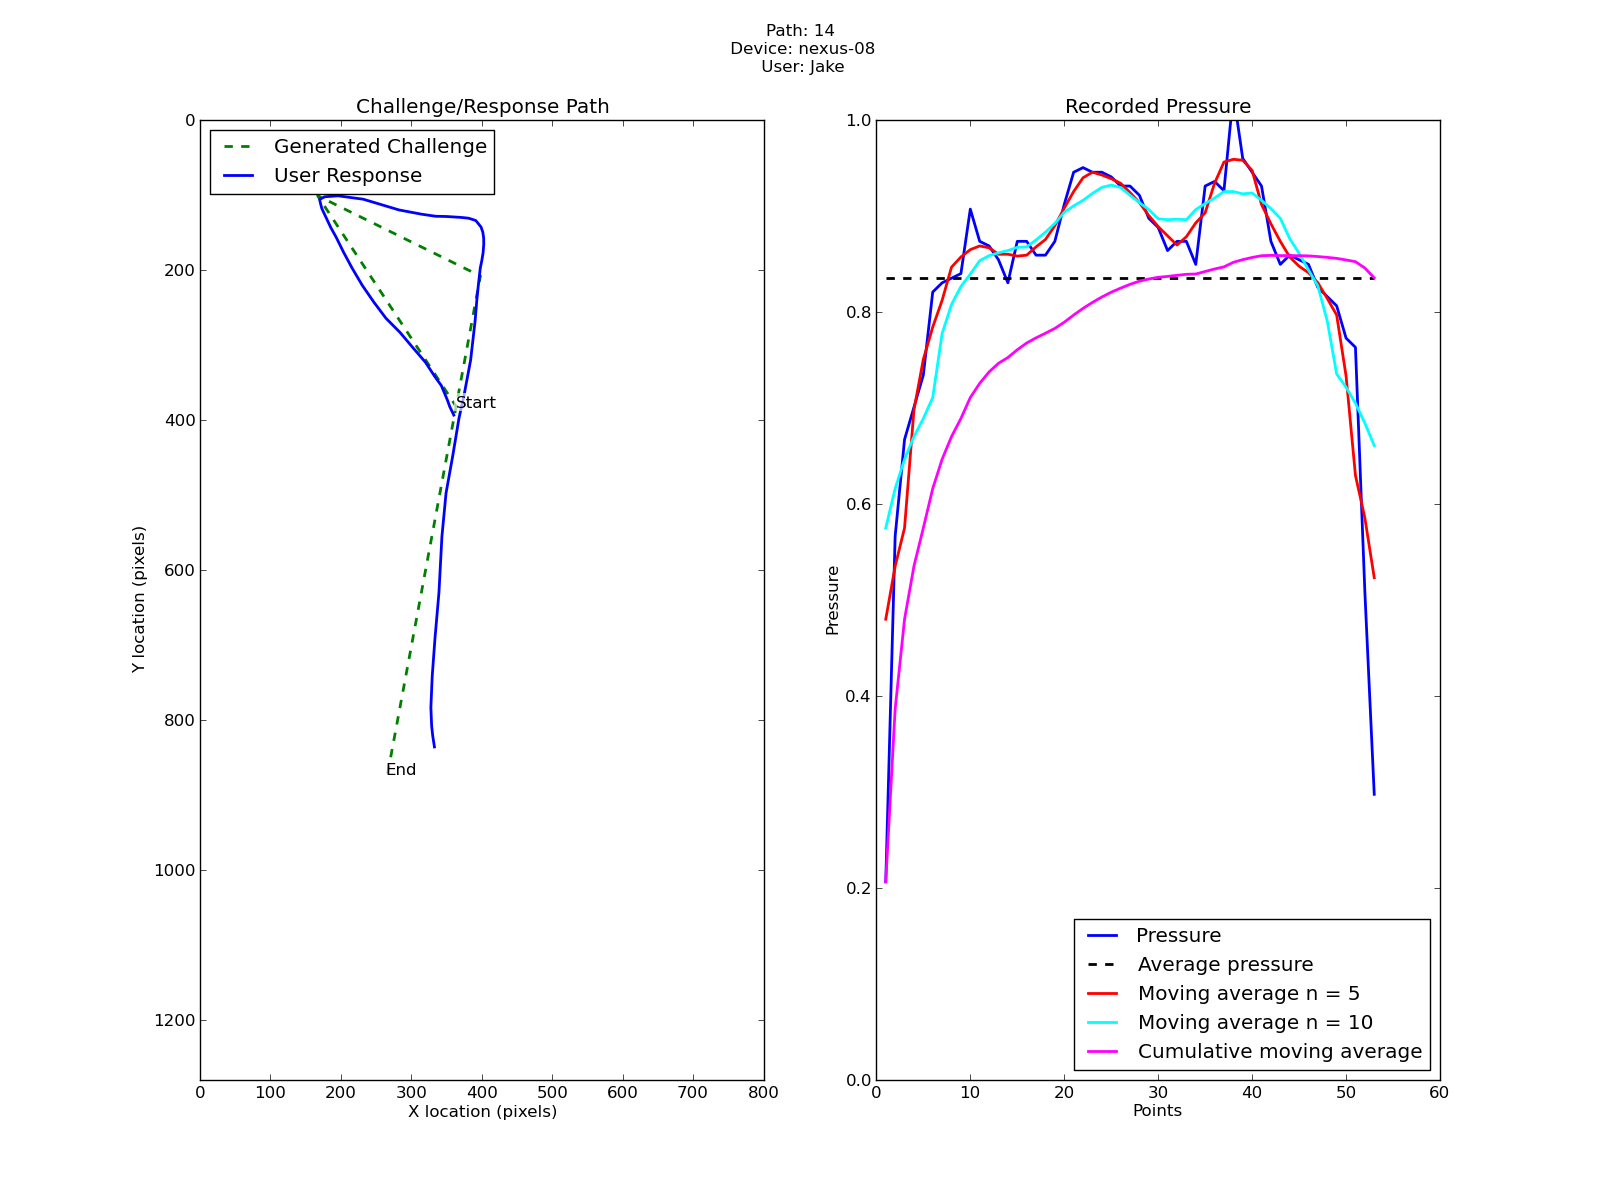 Path: 14
Device: nexus-08
User: Jake
Challenge/Response Path
Generated Challenge
User Response
0
200
400
600
800
1000
1200
Y location (pixels)
Start
End
0 100 200 300 400 500 600 700 800
X location (pixels)
Recorded Pressure
1.0
0.8
0.6
0.4
0.2
0.0
Pressure
Pressure
Average pressure
Moving average n = 5
Moving average n = 10
Cumulative moving average
0 10 20 30 40 50 60
Points